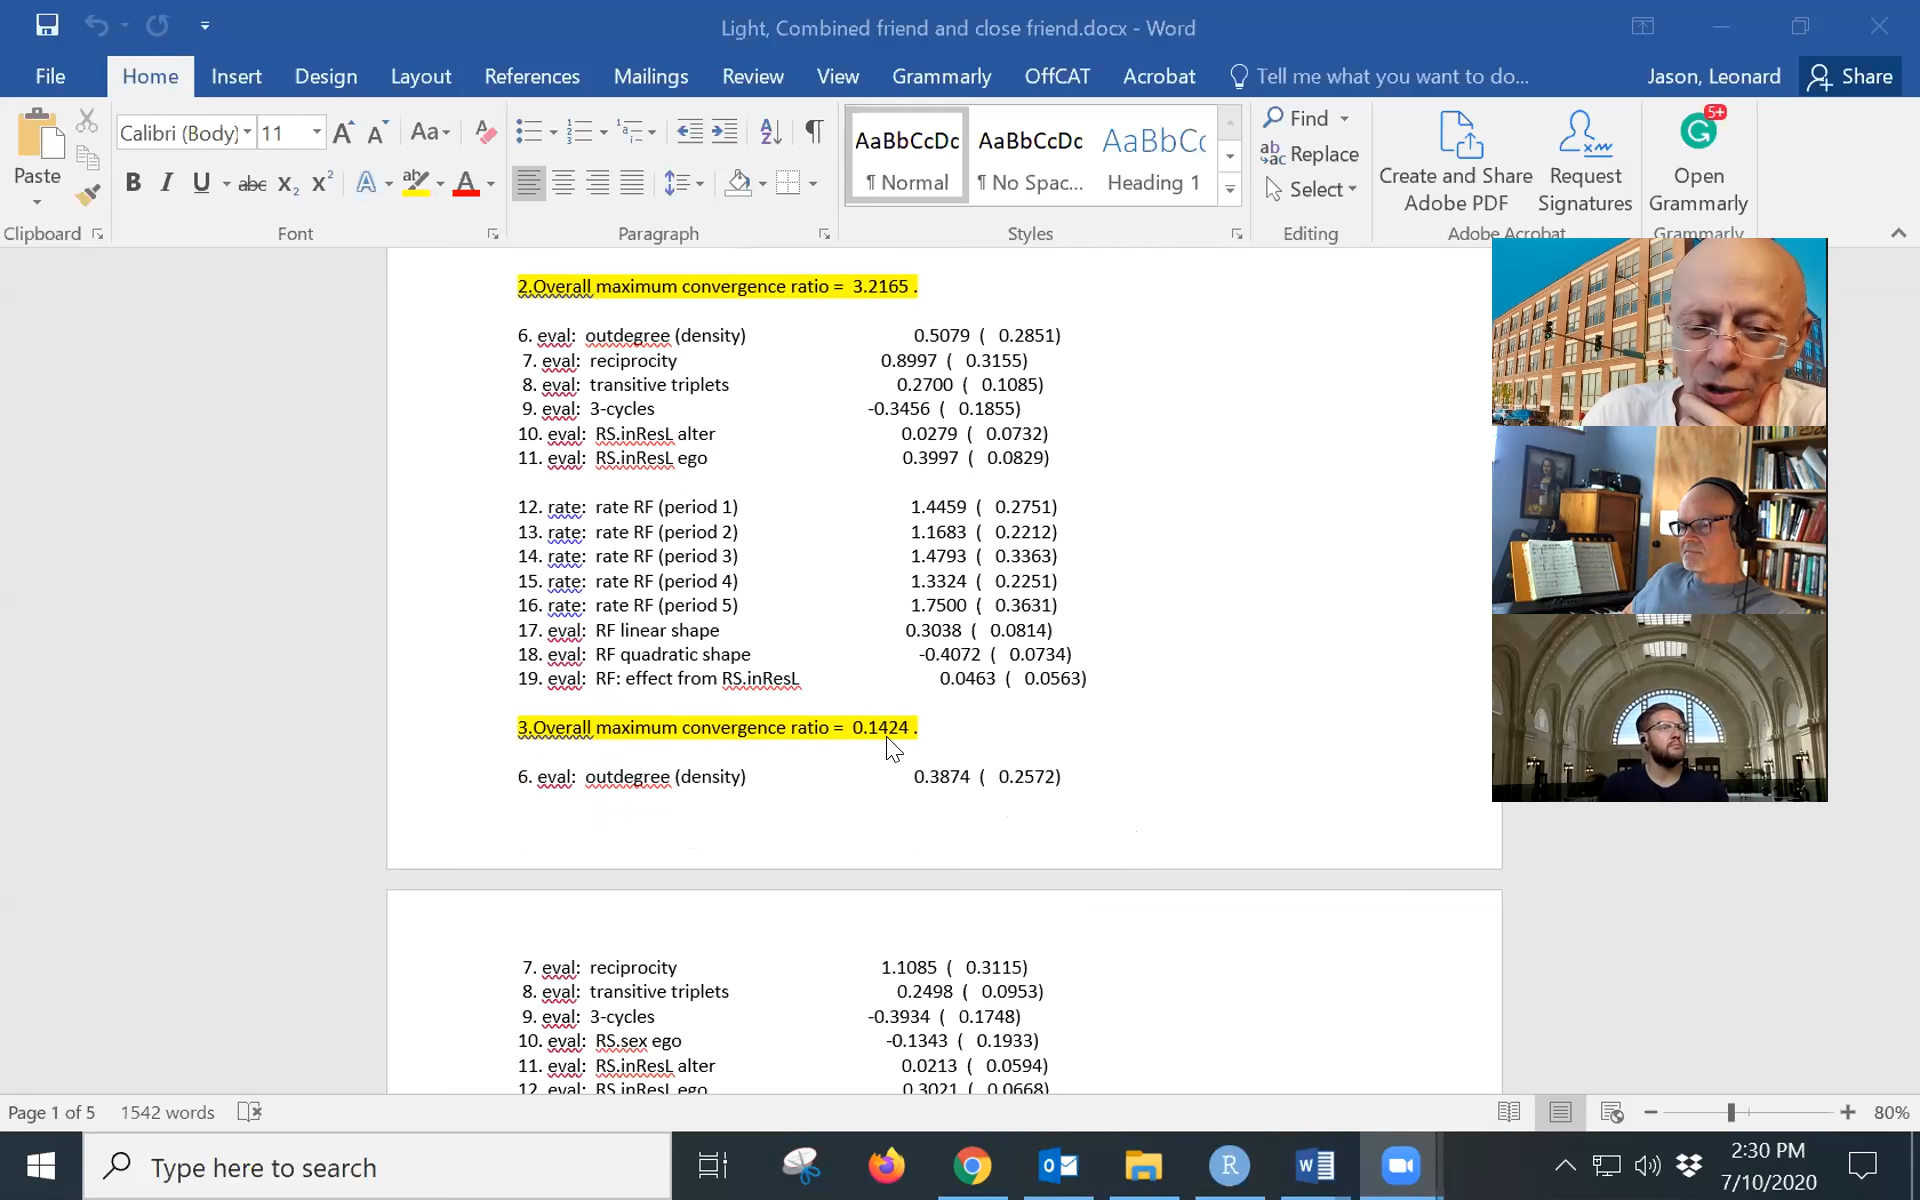 Light, Combined friend and close friend.docx - Word
File Home Insert Design Layout References Mailings Review View Grammarly OffCAT Acrobat Tell me what you want to do... Jason, Leonard Share
Calibri (Body) 11
Paste
Clipboard
Font
Paragraph
AaBbCcDc AaBbCcDc AaBbCc
¶ Normal ¶ No Spac... Heading 1
Styles
Find
Replace
Select
Editing
Create and Share Adobe PDF
Request Signatures
Adobe Acrobat
5+
Open Grammarly
Grammarly
2.Overall maximum convergence ratio = 3.2165 .
6. eval: outdegree (density) 0.5079 ( 0.2851)
7. eval: reciprocity 0.8997 ( 0.3155)
8. eval: transitive triplets 0.2700 ( 0.1085)
9. eval: 3-cycles -0.3456 ( 0.1855)
10. eval: RS.inResL alter 0.0279 ( 0.0732)
11. eval: RS.inResL ego 0.3997 ( 0.0829)
12. rate: rate RF (period 1) 1.4459 ( 0.2751)
13. rate: rate RF (period 2) 1.1683 ( 0.2212)
14. rate: rate RF (period 3) 1.4793 ( 0.3363)
15. rate: rate RF (period 4) 1.3324 ( 0.2251)
16. rate: rate RF (period 5) 1.7500 ( 0.3631)
17. eval: RF linear shape 0.3038 ( 0.0814)
18. eval: RF quadratic shape -0.4072 ( 0.0734)
19. eval: RF: effect from RS.inResL 0.0463 ( 0.0563)
3.Overall maximum convergence ratio = 0.1424 .
6. eval: outdegree (density) 0.3874 ( 0.2572)
7. eval: reciprocity 1.1085 ( 0.3115)
8. eval: transitive triplets 0.2498 ( 0.0953)
9. eval: 3-cycles -0.3934 ( 0.1748)
10. eval: RS.sex ego -0.1343 ( 0.1933)
11. eval: RS.inResL alter 0.0213 ( 0.0594)
12. eval: RS.inResL ego 0.3021 ( 0.0668)
Page 1 of 5 1542 words 80%
Type here to search
2:30 PM
7/10/2020